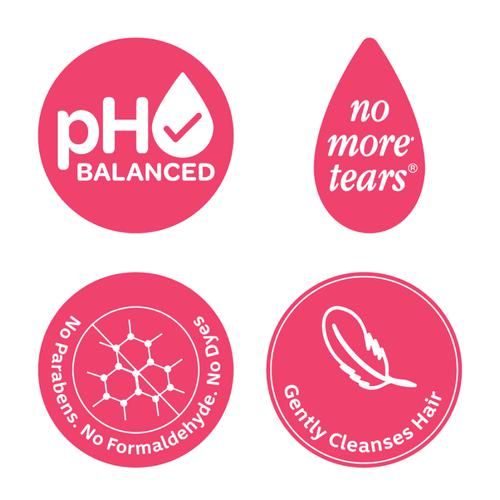 pH
BALANCED
no
more
tears®
No Parabens. No Formaldehyde. No Dyes
Gently Cleanses Hair